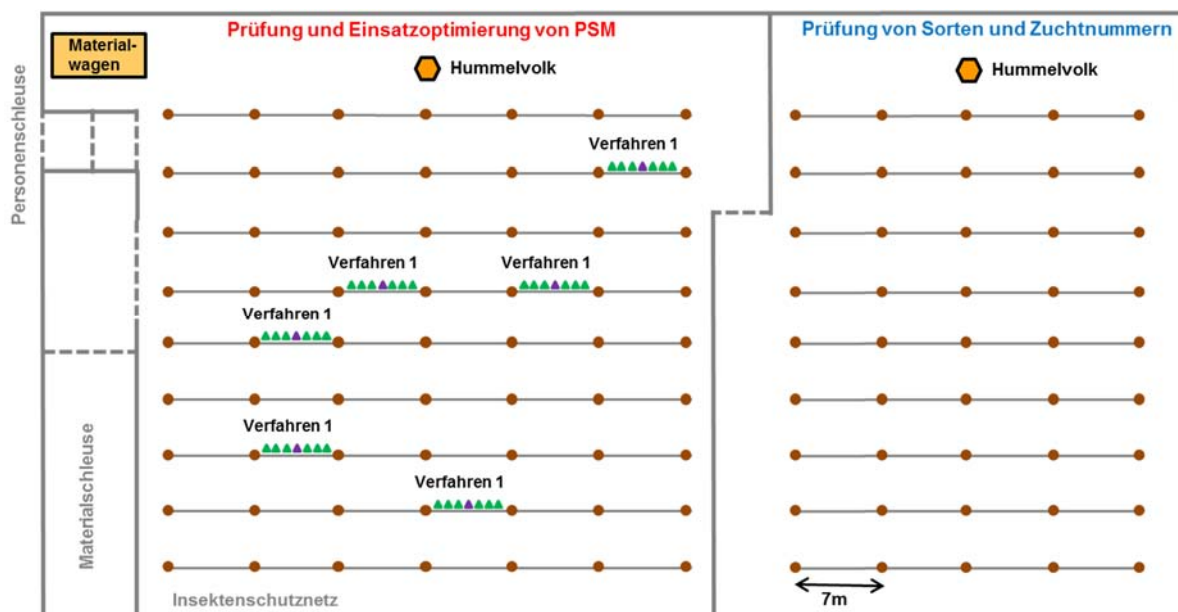 Prüfung und Einsatzoptimierung von PSM
Prüfung von Sorten und Zuchtnummern
Material-
wagen
Hummelvolk
Hummelvolk
Personenschleuse
Verfahren 1
Verfahren 1
Verfahren 1
Verfahren 1
Verfahren 1
Verfahren 1
Materialschleuse
Insektenschutznetz
7m